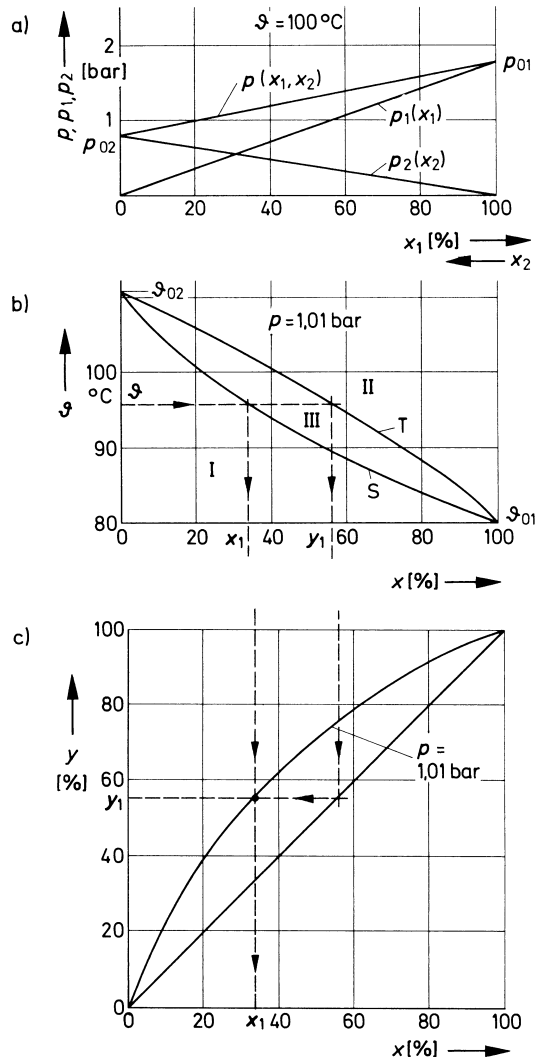 a)
ϑ = 100 °C
2
p, p₁, p₂ [bar]
p₀₁
p (x₁, x₂)
1
p₁(x₁)
p₀₂
p₂(x₂)
0 20 40 60 80 100
x₁ [%]
x₂
b)
ϑ₀₂
p = 1,01 bar
100
II
ϑ °C ϑ
III
T
90
I
S
80
ϑ₀₁
0 20 x₁ 40 y₁ 60 80 100
x [%]
c)
100
80
y
[%]
p =
1,01 bar
60
y₁
40
20
0
0 20 x₁ 40 60 80 100
x [%]